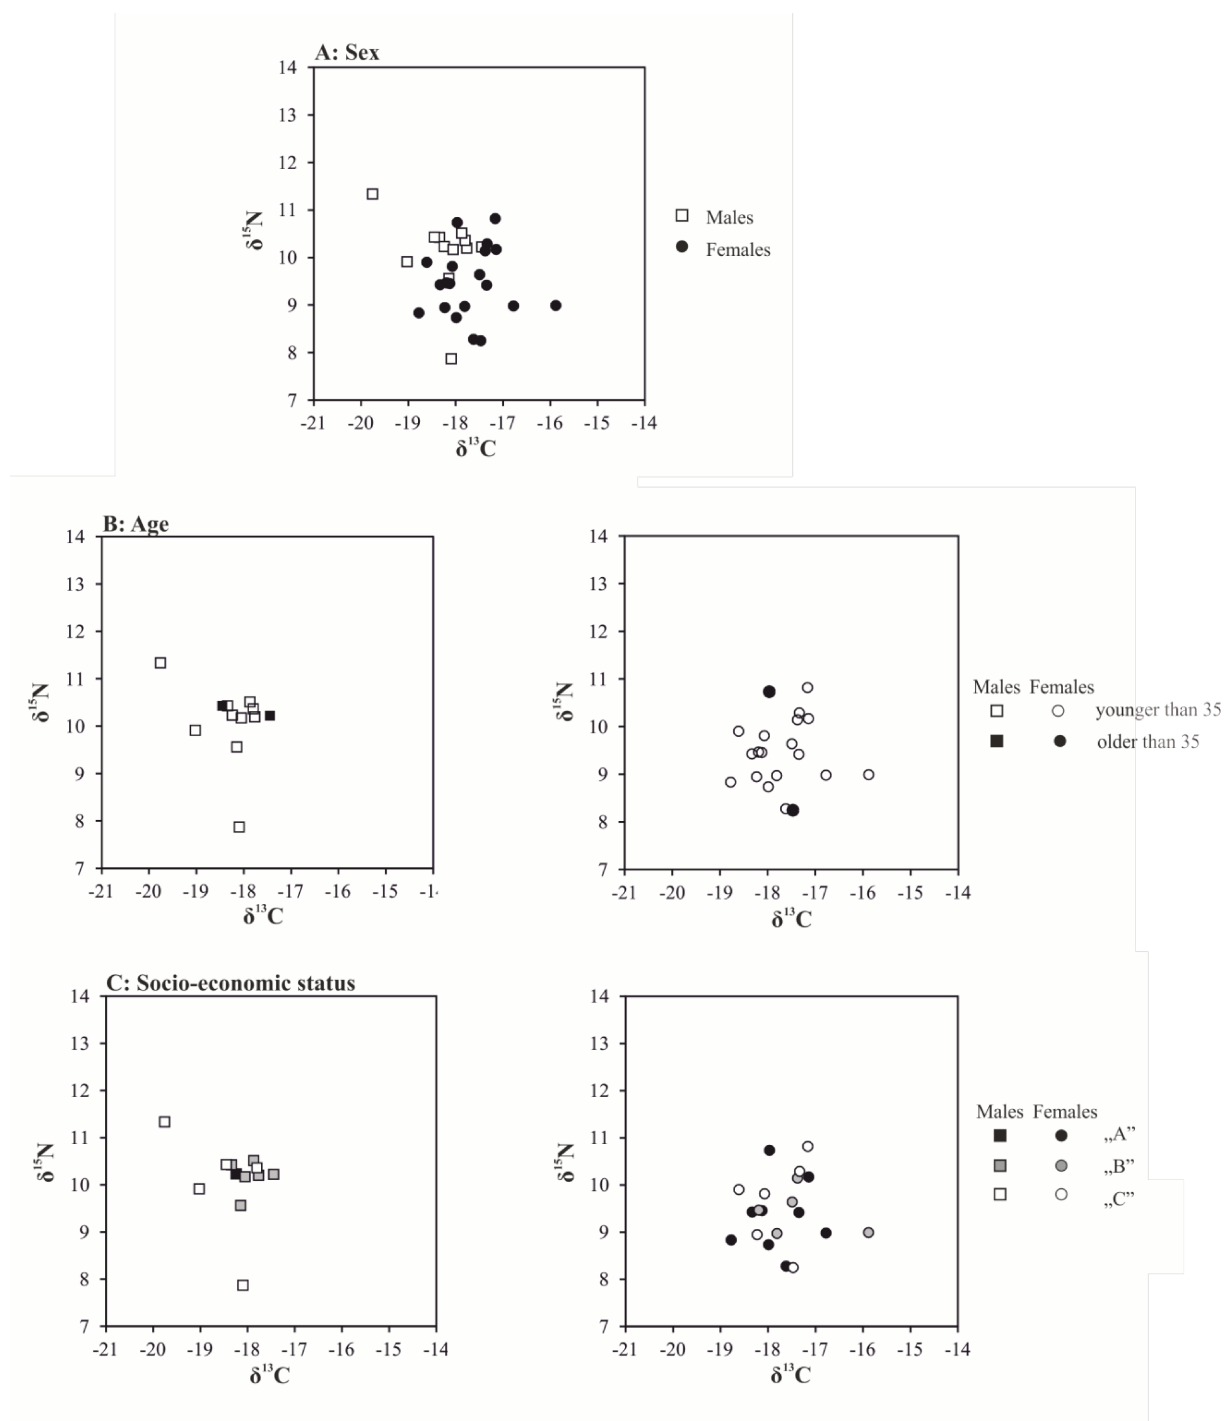 A: Sex
14
13
12
11
10
9
8
7
δ¹⁵N
-21 -20 -19 -18 -17 -16 -15 -14
δ¹³C
Males
Females
B: Age
14
13
12
11
10
9
8
7
δ¹⁵N
-21 -20 -19 -18 -17 -16 -15 -1
δ¹³C
14
13
12
11
10
9
8
7
δ¹⁵N
-21 -20 -19 -18 -17 -16 -15 -14
δ¹³C
Males Females
younger than 35
older than 35
C: Socio-economic status
14
13
12
11
10
9
8
7
δ¹⁵N
-21 -20 -19 -18 -17 -16 -15 -14
δ¹³C
14
13
12
11
10
9
8
7
δ¹⁵N
-21 -20 -19 -18 -17 -16 -15 -14
δ¹³C
Males Females
„A”
„B”
„C”